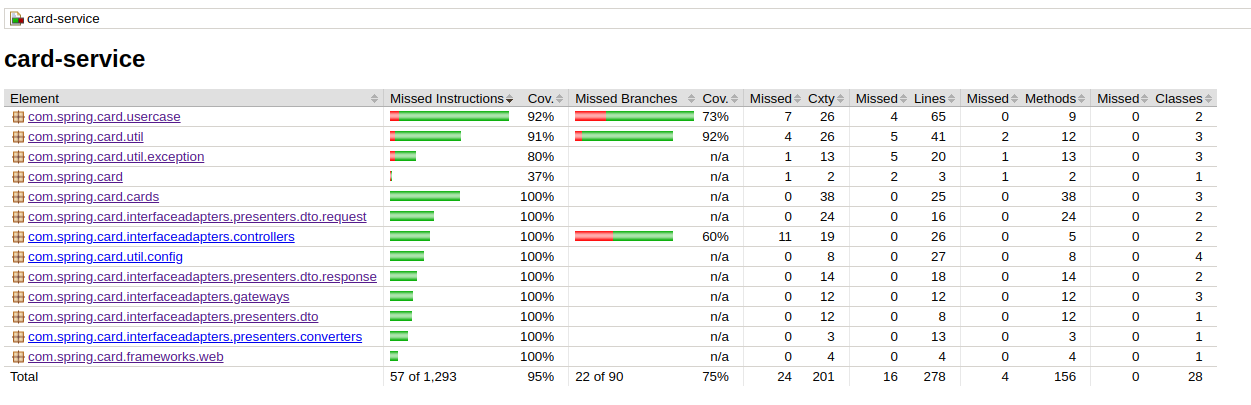 card-service
card-service
Element Missed Instructions Cov. Missed Branches Cov. Missed Cxty Missed Lines Missed Methods Missed Classes
com.spring.card.usercase 92% 73% 7 26 4 65 0 9 0 2
com.spring.card.util 91% 92% 4 26 5 41 2 12 0 3
com.spring.card.util.exception 80% n/a 1 13 5 20 1 13 0 3
com.spring.card 37% n/a 1 2 2 3 1 2 0 1
com.spring.card.cards 100% n/a 0 38 0 25 0 38 0 3
com.spring.card.interfaceadapters.presenters.dto.request 100% n/a 0 24 0 16 0 24 0 2
com.spring.card.interfaceadapters.controllers 100% 60% 11 19 0 26 0 5 0 2
com.spring.card.util.config 100% n/a 0 8 0 27 0 8 0 4
com.spring.card.interfaceadapters.presenters.dto.response 100% n/a 0 14 0 18 0 14 0 2
com.spring.card.interfaceadapters.gateways 100% n/a 0 12 0 12 0 12 0 3
com.spring.card.interfaceadapters.presenters.dto 100% n/a 0 12 0 8 0 12 0 1
com.spring.card.interfaceadapters.presenters.converters 100% n/a 0 3 0 13 0 3 0 1
com.spring.card.frameworks.web 100% n/a 0 4 0 4 0 4 0 1
Total 57 of 1,293 95% 22 of 90 75% 24 201 16 278 4 156 0 28